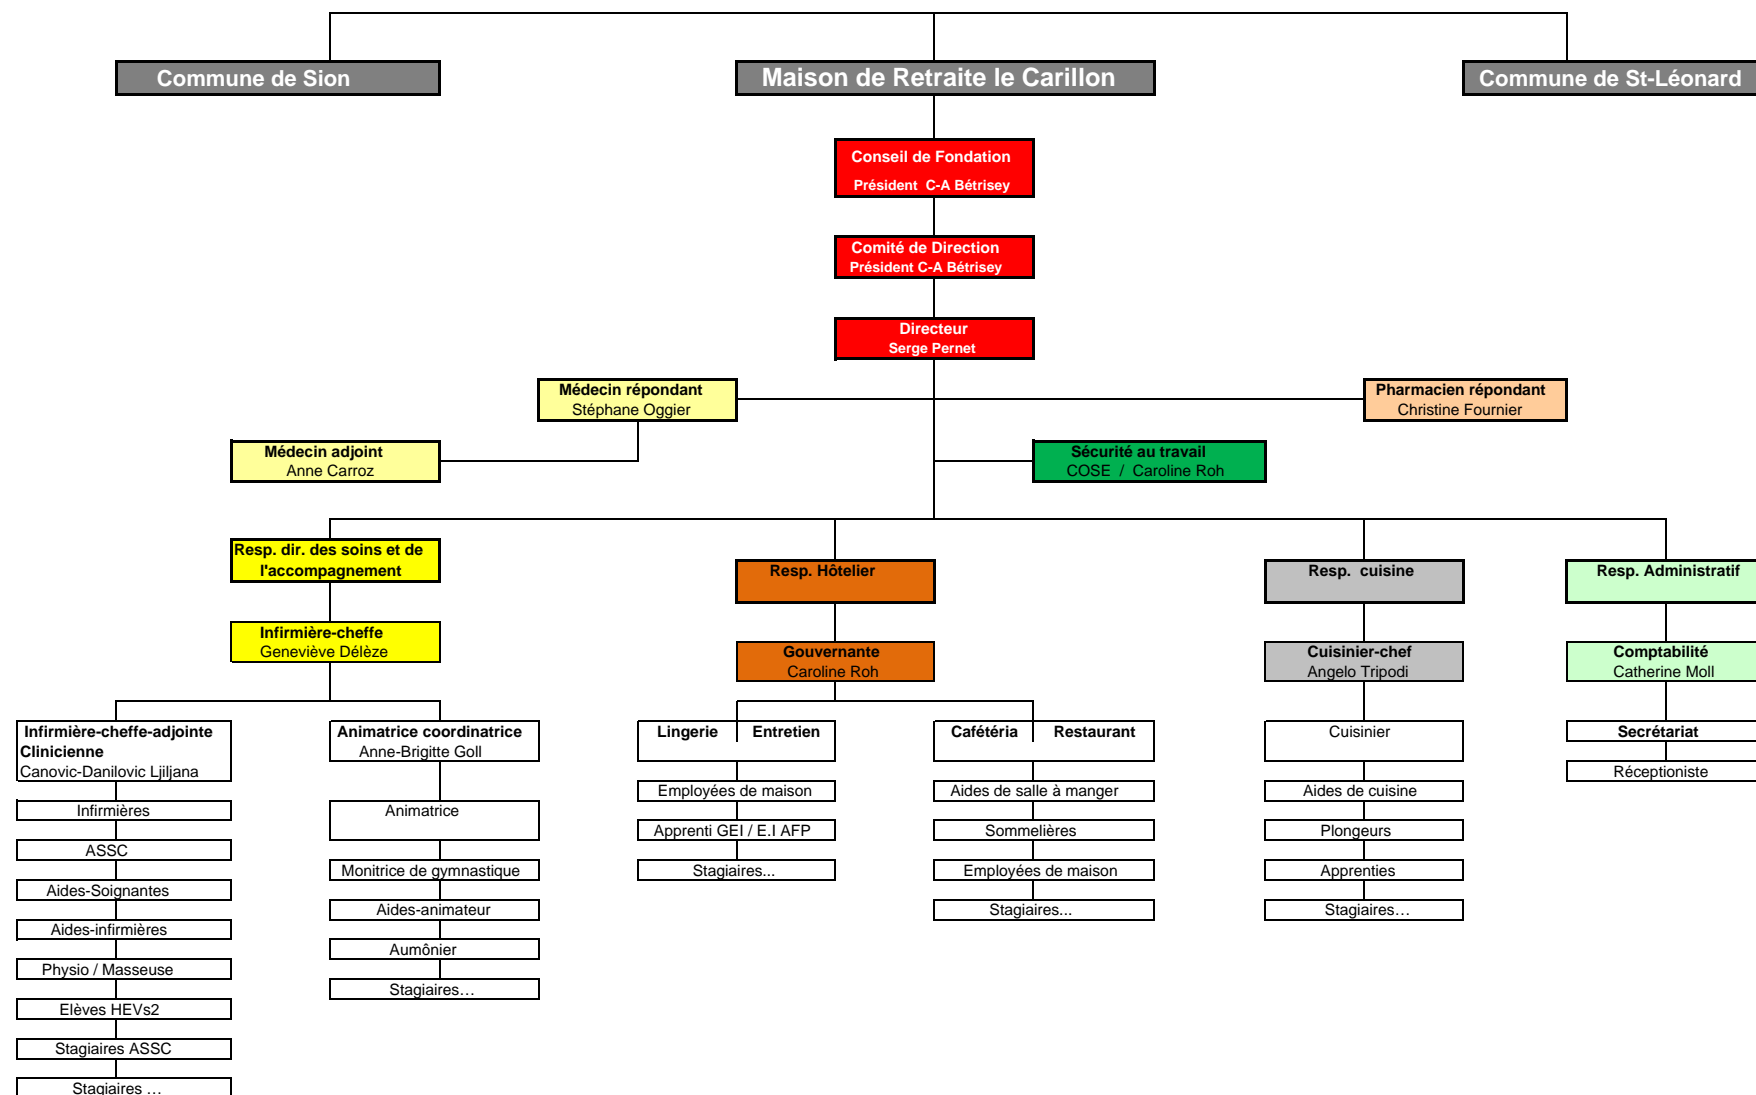 Commune de Sion
Maison de Retraite le Carillon
Commune de St-Léonard
Conseil de Fondation
Président  C-A Bétrisey
Comité de Direction
Président C-A Bétrisey
Directeur
Serge Pernet
Médecin répondant
Stéphane Oggier
Pharmacien répondant
Christine Fournier
Médecin adjoint
Anne Carroz
Sécurité au travail
COSE  /  Caroline Roh
Resp. dir. des soins et de
l'accompagnement
Resp. Hôtelier
Resp.  cuisine
Resp. Administratif
Infirmière-cheffe
Geneviève Délèze
Gouvernante
Caroline Roh
Cuisinier-chef
Angelo Tripodi
Comptabilité
Catherine Moll
Infirmière-cheffe-adjointe
Clinicienne
Canovic-Danilovic Ljiljana
Infirmières
ASSC
Aides-Soignantes
Aides-infirmières
Physio / Masseuse
Elèves HEVs2
Stagiaires ASSC
Stagiaires …
Animatrice coordinatrice
Anne-Brigitte Goll
Animatrice
Monitrice de gymnastique
Aides-animateur
Aumônier
Stagiaires…
Lingerie Entretien
Employées de maison
Apprenti GEI / E.I AFP
Stagiaires...
Cafétéria Restaurant
Aides de salle à manger
Sommelières
Employées de maison
Stagiaires...
Cuisinier
Aides de cuisine
Plongeurs
Apprenties
Stagiaires…
Secrétariat
Réceptioniste